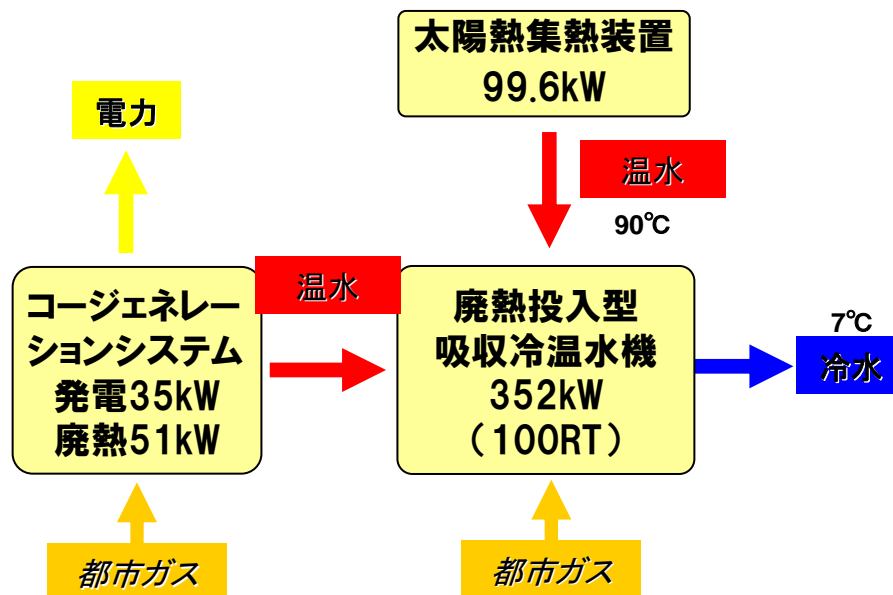 太陽熱集熱装置
99.6kW
電力
温水
90℃
温水
コージェネレー
ションシステム
発電35kW
廃熱51kW
廃熱投入型
吸収冷温水機
352kW
(100RT)
7℃
冷水
都市ガス
都市ガス